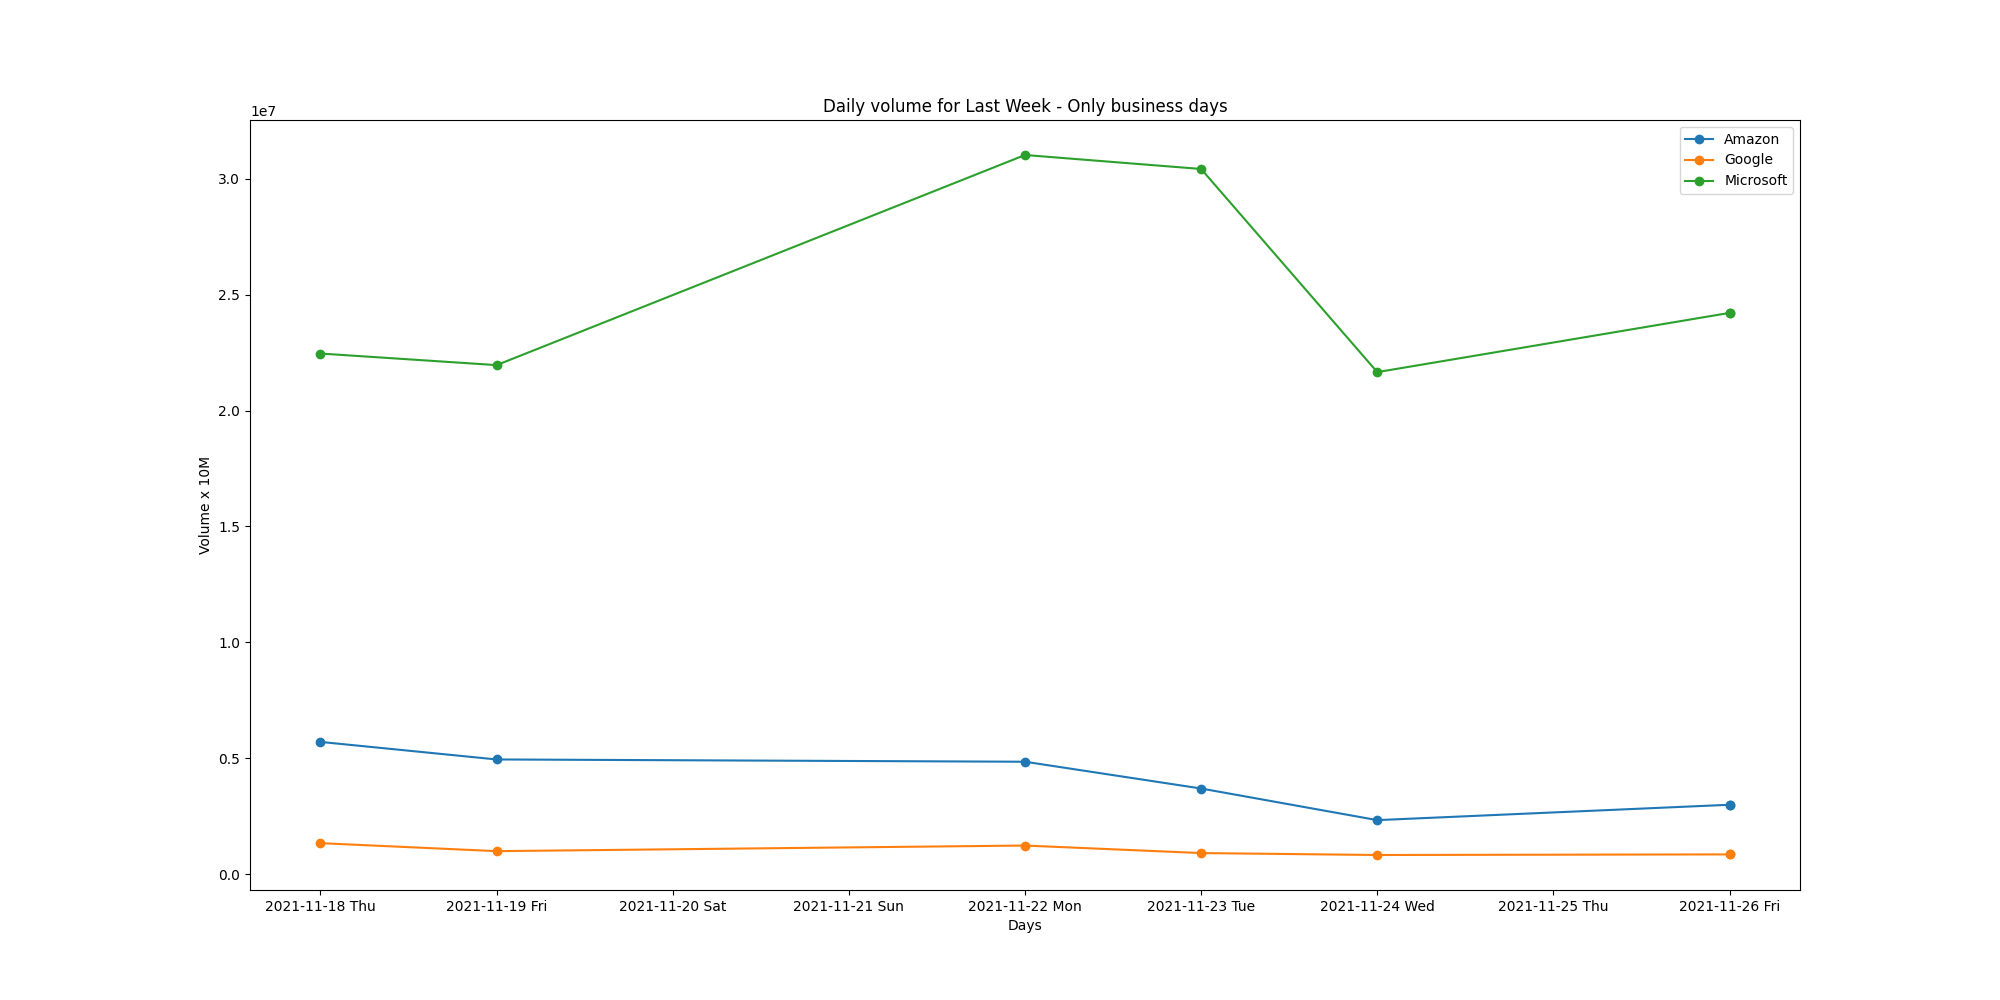 Daily volume for Last Week - Only business days
1e7
Amazon
Google
Microsoft
3.0
2.5
2.0
1.5
1.0
0.5
0.0
Volume x 10M
2021-11-18 Thu
2021-11-19 Fri
2021-11-20 Sat
2021-11-21 Sun
2021-11-22 Mon
2021-11-23 Tue
2021-11-24 Wed
2021-11-25 Thu
2021-11-26 Fri
Days